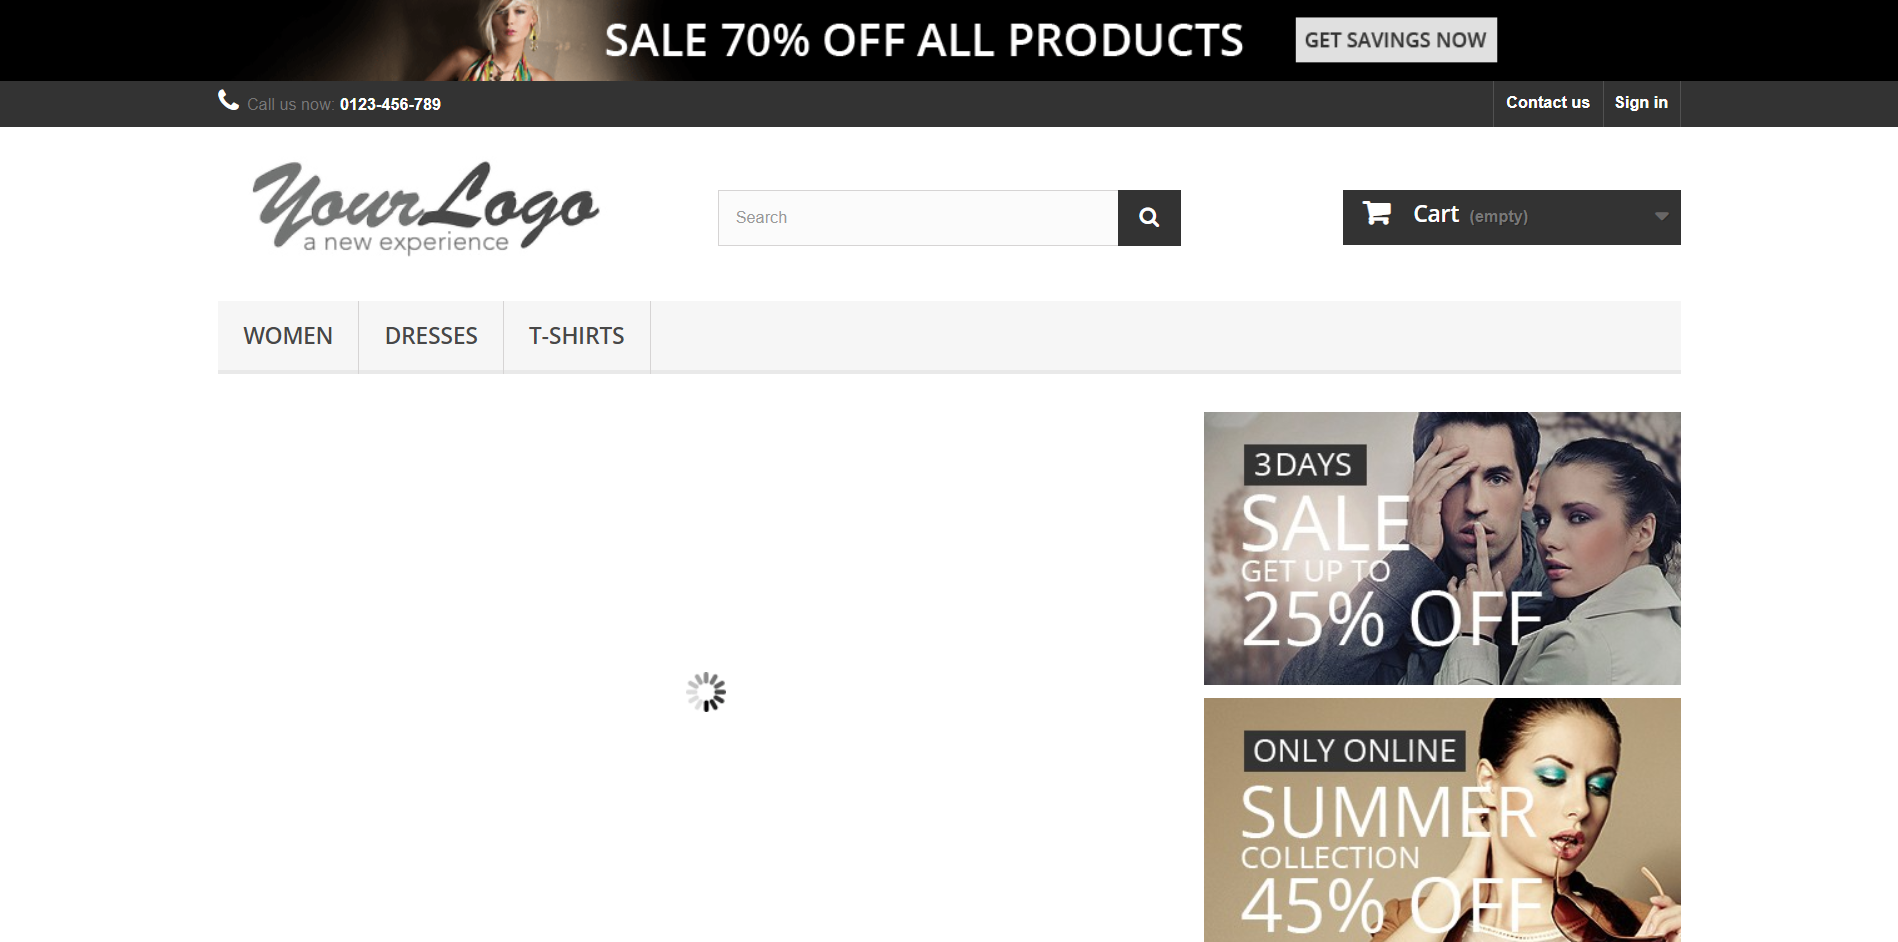 SALE 70% OFF ALL PRODUCTS
GET SAVINGS NOW
Call us now: 0123-456-789
Contact us
Sign in
Your Logo
a new experience
Search
Cart (empty)
WOMEN
DRESSES
T-SHIRTS
3 DAYS
SALE
GET UP TO
25% OFF
ONLY ONLINE
SUMMER
COLLECTION
45% OFF